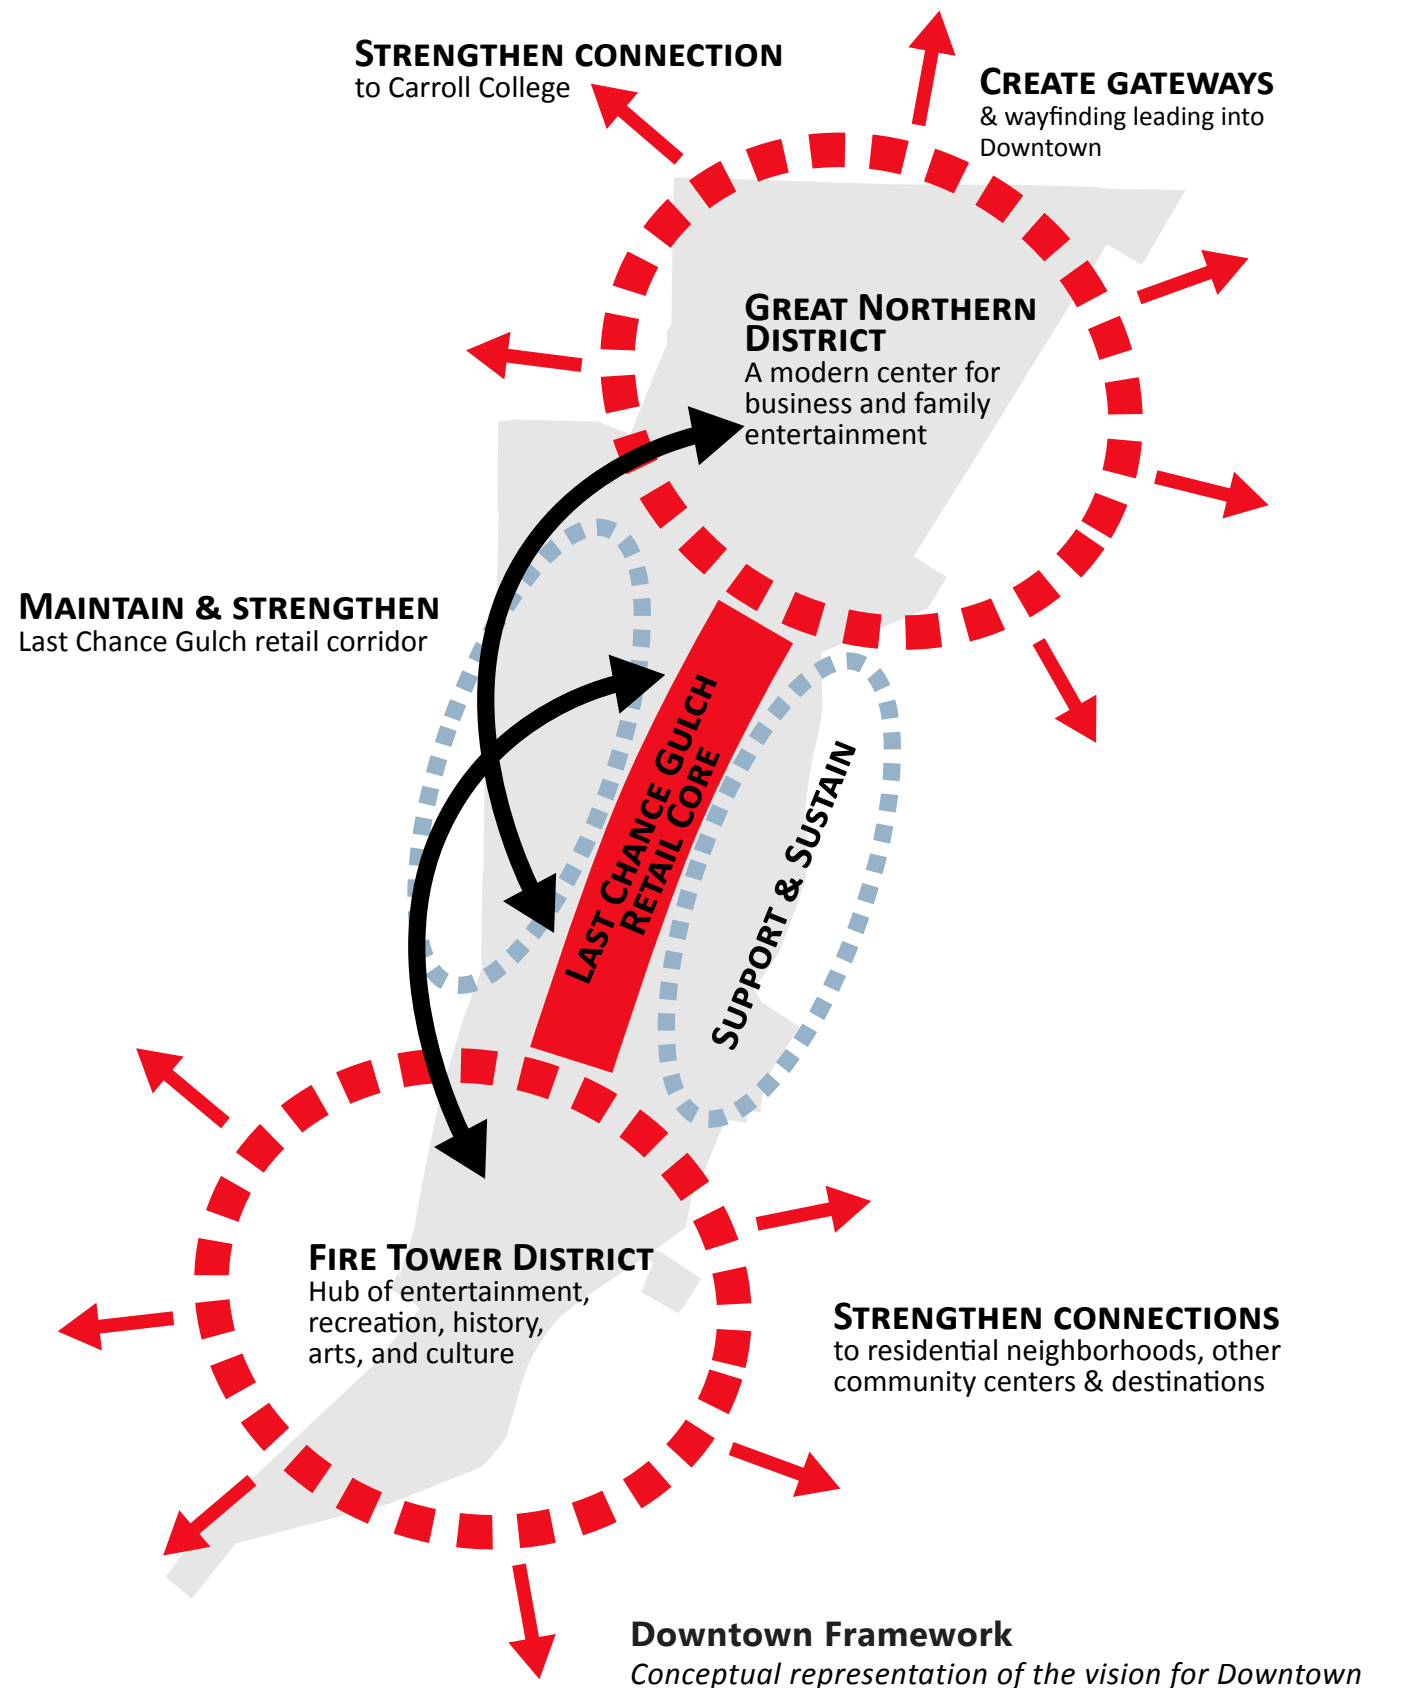 STRENGTHEN CONNECTION
to Carroll College
CREATE GATEWAYS
& wayfinding leading into
Downtown
GREAT NORTHERN
DISTRICT
A modern center for
business and family
entertainment
MAINTAIN & STRENGTHEN
Last Chance Gulch retail corridor
LAST CHANCE GULCH
RETAIL CORE
SUPPORT & SUSTAIN
FIRE TOWER DISTRICT
Hub of entertainment,
recreation, history,
arts, and culture
STRENGTHEN CONNECTIONS
to residential neighborhoods, other
community centers & destinations
Downtown Framework
Conceptual representation of the vision for Downtown